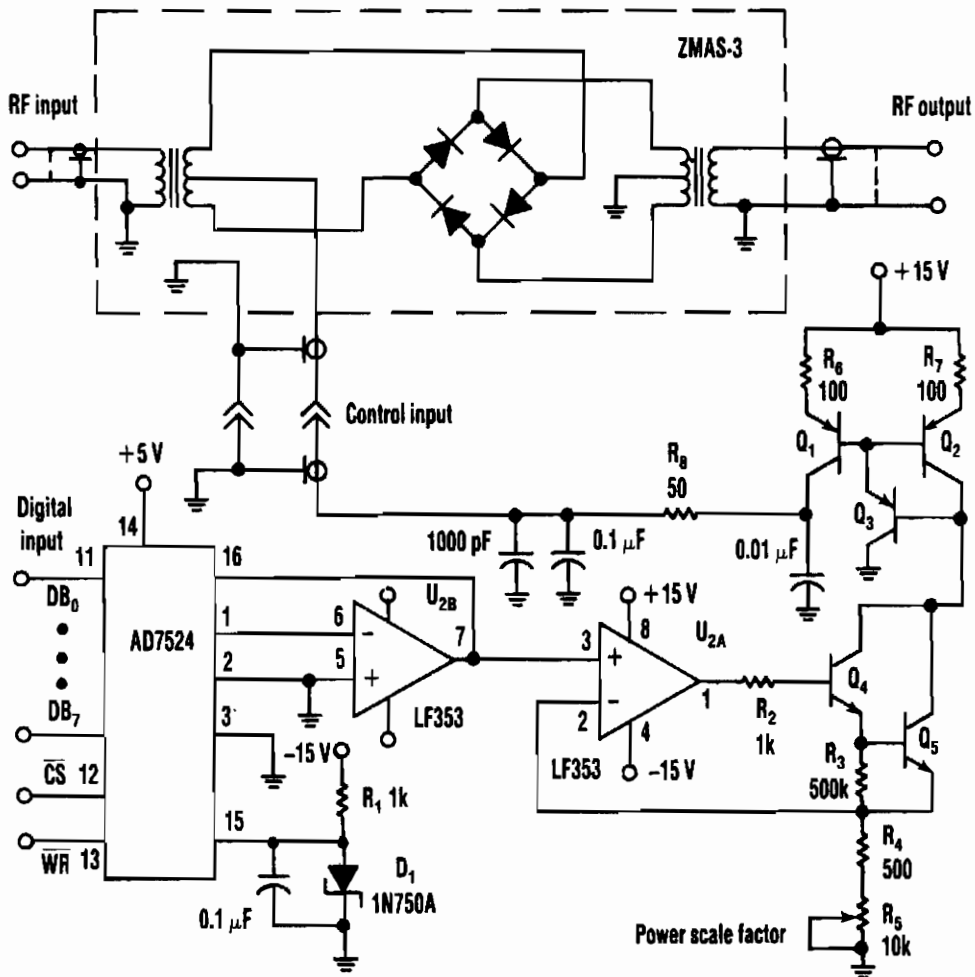 ZMAS-3
RF input
RF output
+15 V
R6
100
R7
100
Control input
Q1
Q2
+5 V
R8
50
Q3
Digital input
14
1000 pF
0.1 µF
0.01 µF
11
16
DB0
U2B
+15 V
AD7524
1
6
−
7
8
U2A
2
5
+
3
+
Q4
DB7
3
LF353
−
1
R2
1k
Q5
2
4
R3
500k
CS
12
−15 V
LF353
−15 V
R1 1k
15
R4
500
WR
13
D1
1N750A
0.1 µF
R5
10k
Power scale factor